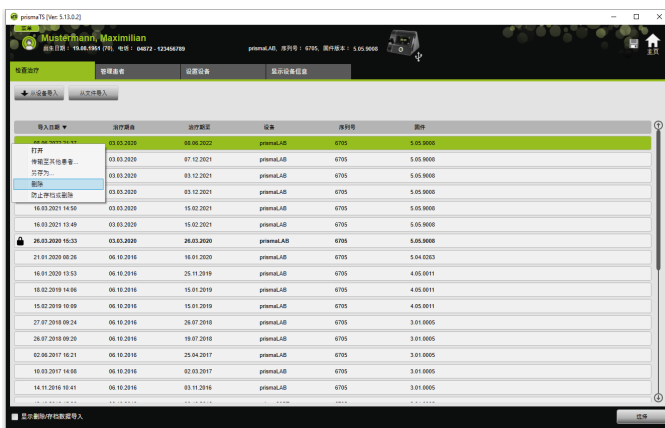 prismaTS [Ver. 5.13.0.2]
菜单
Mustermann, Maximilian
出生日期： 19.08.1951 (70), 电话： 04872 - 123456789
prismaLAB, 序列号： 6705, 固件版本： 5.05.9008
主页
检查治疗 管理患者 设置设备 显示设备信息
从设备导入 从文件导入
导入日期 ▼ 治疗期自 治疗期至 设备 序列号 固件
03.03.2020 08.06.2022 prismaLAB 6705 5.05.9008
打开
03.03.2020 07.12.2021 prismaLAB 6705 5.05.9008
传输至其他患者...
另存为...
03.03.2020 03.12.2021 prismaLAB 6705 5.05.9008
删除
03.03.2020 03.12.2021 prismaLAB 6705 5.05.9008
防止存档或删除
16.03.2021 14:50 03.03.2020 15.02.2021 prismaLAB 6705 5.05.9008
16.03.2021 13:49 03.03.2020 15.02.2021 prismaLAB 6705 5.05.9008
26.03.2020 15:33 03.03.2020 26.03.2020 prismaLAB 6705 5.05.9008
21.01.2020 08:26 06.10.2016 16.01.2020 prismaLAB 6705 5.04.0263
16.01.2020 13:53 06.10.2016 25.11.2019 prismaLAB 6705 4.05.0011
18.02.2019 14:06 06.10.2016 15.01.2019 prismaLAB 6705 4.05.0011
15.02.2019 10:09 06.10.2016 15.01.2019 prismaLAB 6705 4.05.0011
27.07.2018 09:24 06.10.2016 26.07.2018 prismaLAB 6705 3.01.0005
26.07.2018 09:20 06.10.2016 19.07.2018 prismaLAB 6705 3.01.0005
02.06.2017 16:21 06.10.2016 25.04.2017 prismaLAB 6705 3.01.0005
10.03.2017 14:08 06.10.2016 02.03.2017 prismaLAB 6705 3.01.0005
14.11.2016 10:41 06.10.2016 03.11.2016 prismaLAB 6705 3.01.0005
显示删除/存档数据导入